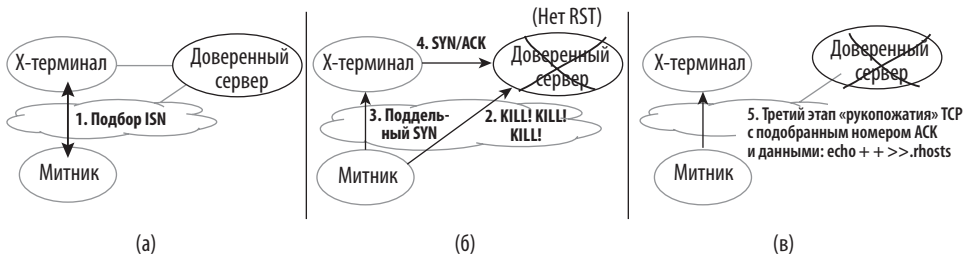 X-терминал
Доверенный
сервер
1. Подбор ISN
Митник
(а)
(Нет RST)
X-терминал
4. SYN/ACK
Доверенный
сервер
3. Поддель-
ный SYN
2. KILL! KILL!
KILL!
Митник
(б)
X-терминал
Доверенный
сервер
5. Третий этап «рукопожатия» TCP
с подобранным номером ACK
и данными: echo + + >>.rhosts
Митник
(в)